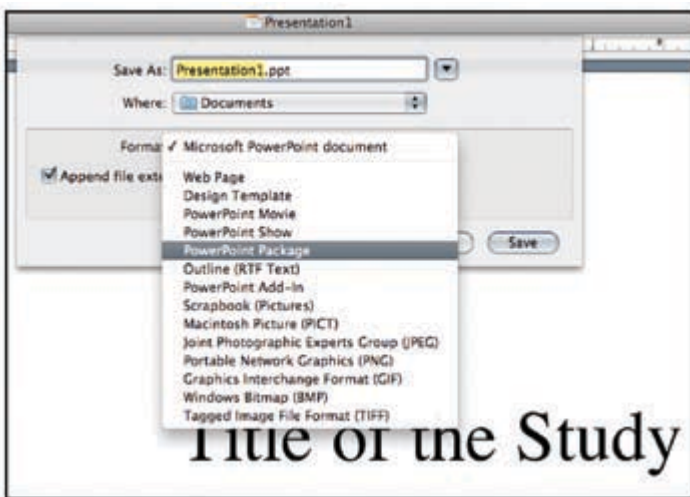 Presentation1
Save As: Presentation1.ppt
Where: Documents
Forma ✓ Microsoft PowerPoint document
Append file exte
Web Page
Design Template
PowerPoint Movie
PowerPoint Show
PowerPoint Package
Save
Outline (RTF Text)
PowerPoint Add-In
Scrapbook (Pictures)
Macintosh Picture (PICT)
Joint Photographic Experts Group (JPEG)
Portable Network Graphics (PNG)
Graphics Interchange Format (GIF)
Windows Bitmap (BMP)
Tagged Image File Format (TIFF)
Title of the Study